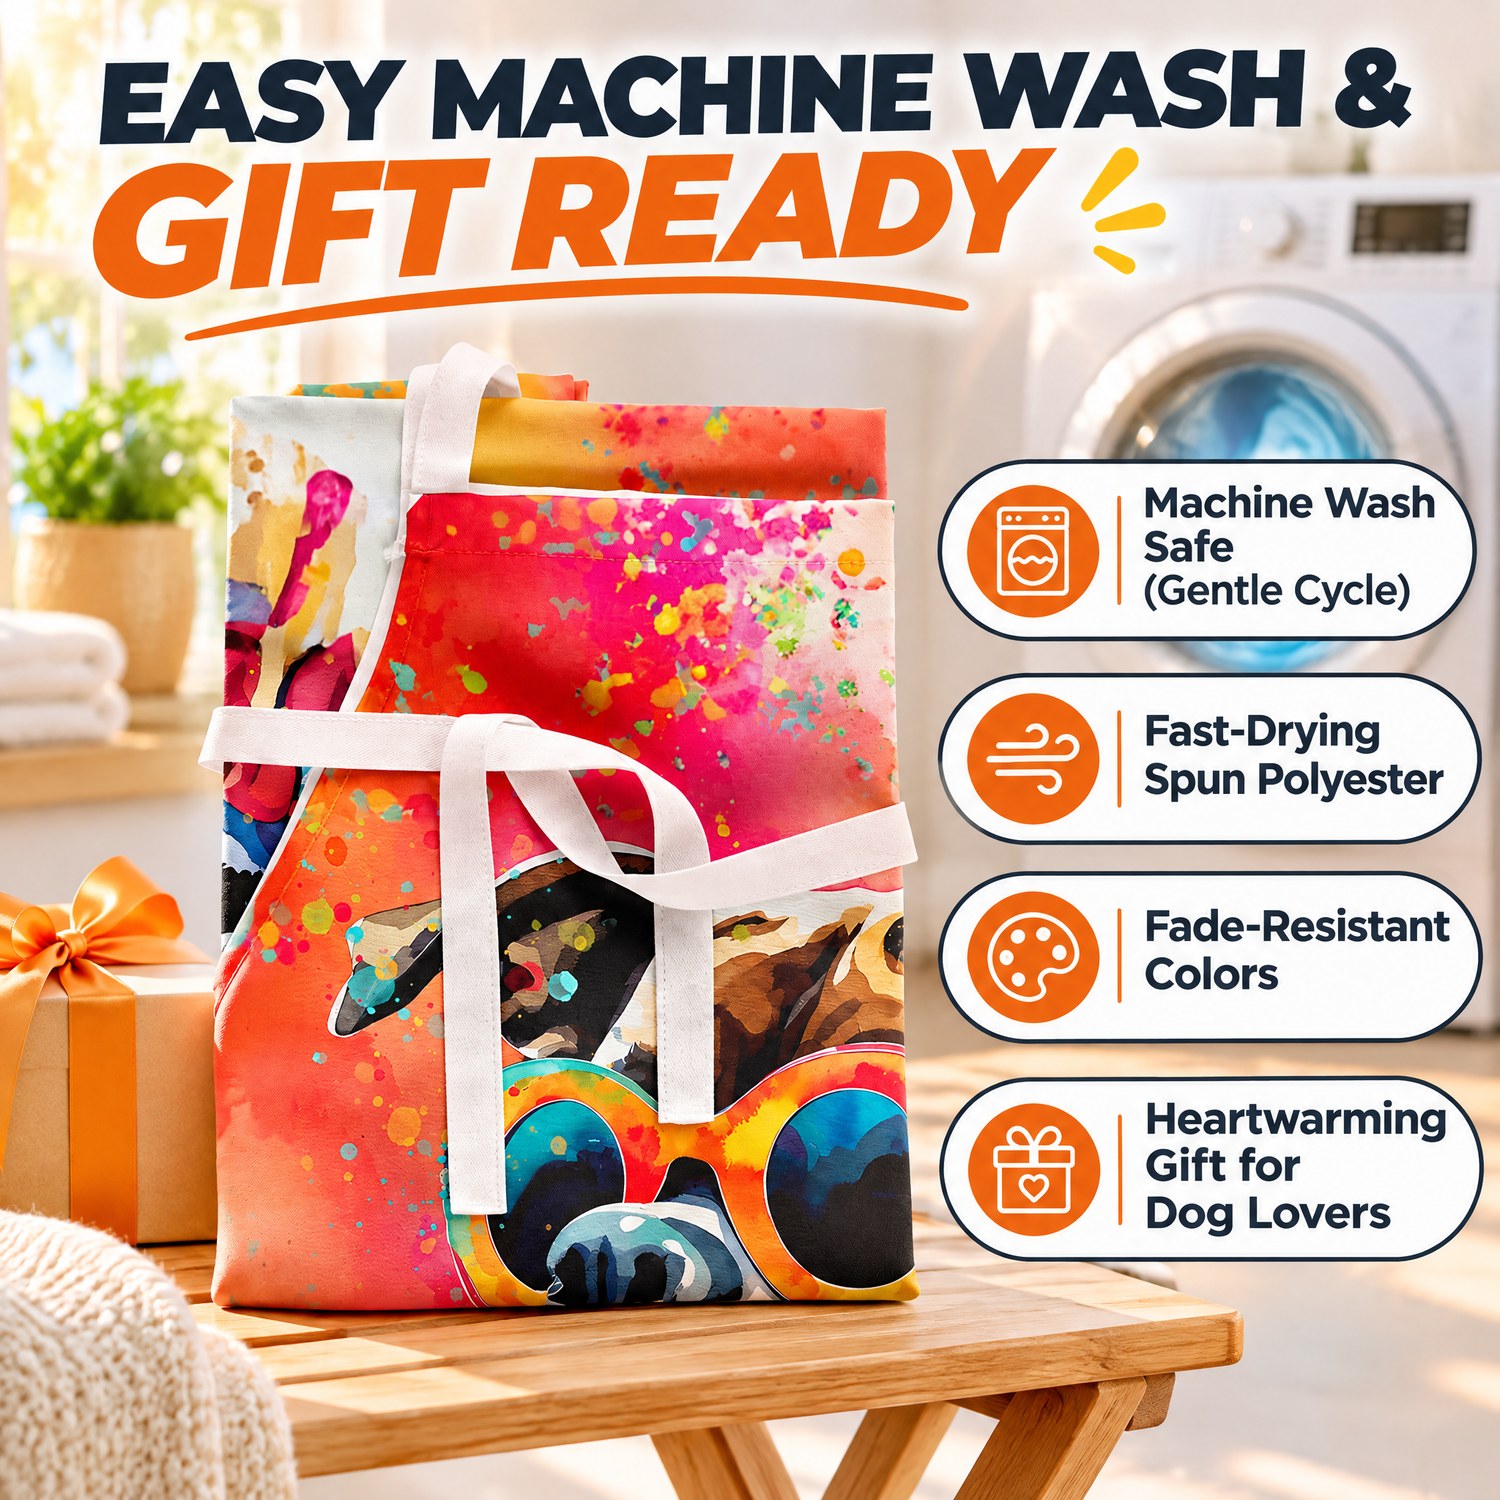 EASY MACHINE WASH &
GIFT READY
Machine Wash
Safe
(Gentle Cycle)
Fast-Drying
Spun Polyester
Fade-Resistant
Colors
Heartwarming
Gift for
Dog Lovers